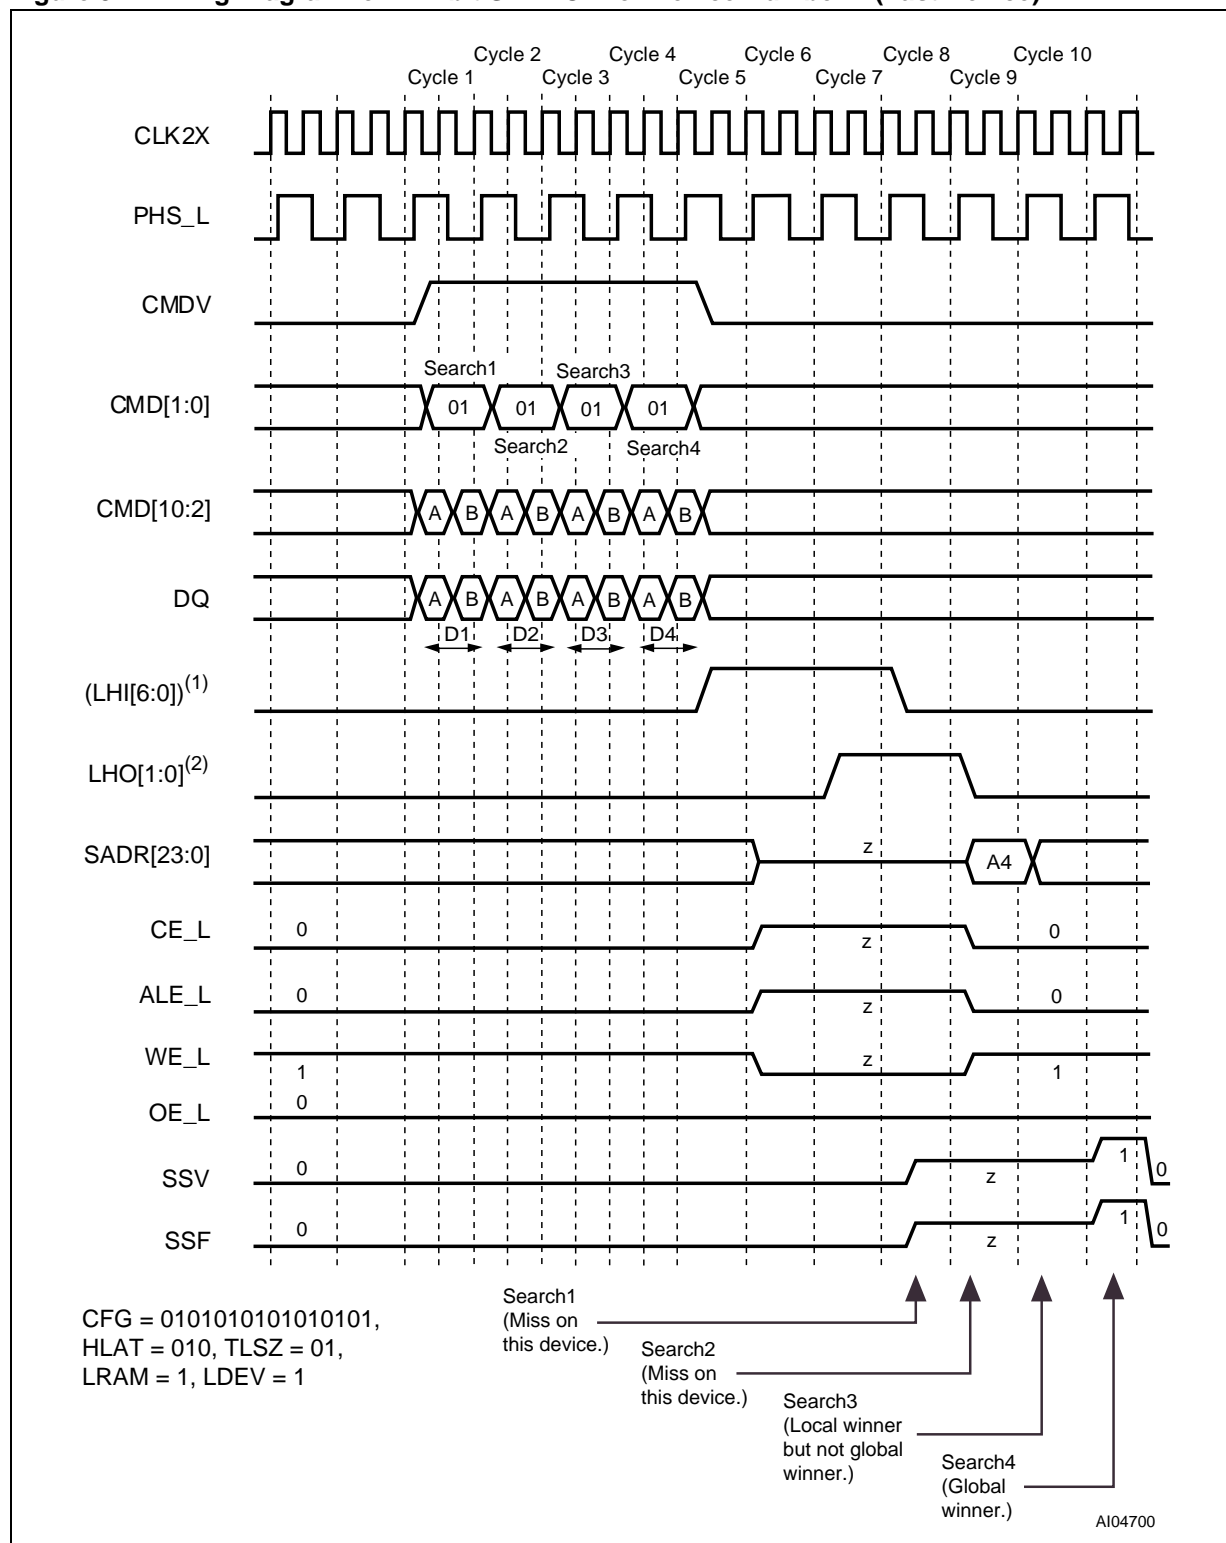 Cycle 2 Cycle 4 Cycle 6 Cycle 8 Cycle 10
Cycle 1 Cycle 3 Cycle 5 Cycle 7 Cycle 9
CLK2X
PHS_L
CMDV
Search1 Search3
CMD[1:0] 01 01 01 01
Search2 Search4
CMD[10:2] A B A B A B A B
DQ A B A B A B A B
D1 D2 D3 D4
(LHI[6:0])(1)
LHO[1:0](2)
SADR[23:0] z A4
CE_L 0 z 0
ALE_L 0 z 0
WE_L 1 z 1
OE_L 0
SSV 0 z 1 0
SSF 0 z 1 0
CFG = 0101010101010101,
HLAT = 010, TLSZ = 01,
LRAM = 1, LDEV = 1
Search1
(Miss on
this device.)
Search2
(Miss on
this device.)
Search3
(Local winner
but not global
winner.)
Search4
(Global
winner.)
AI04700